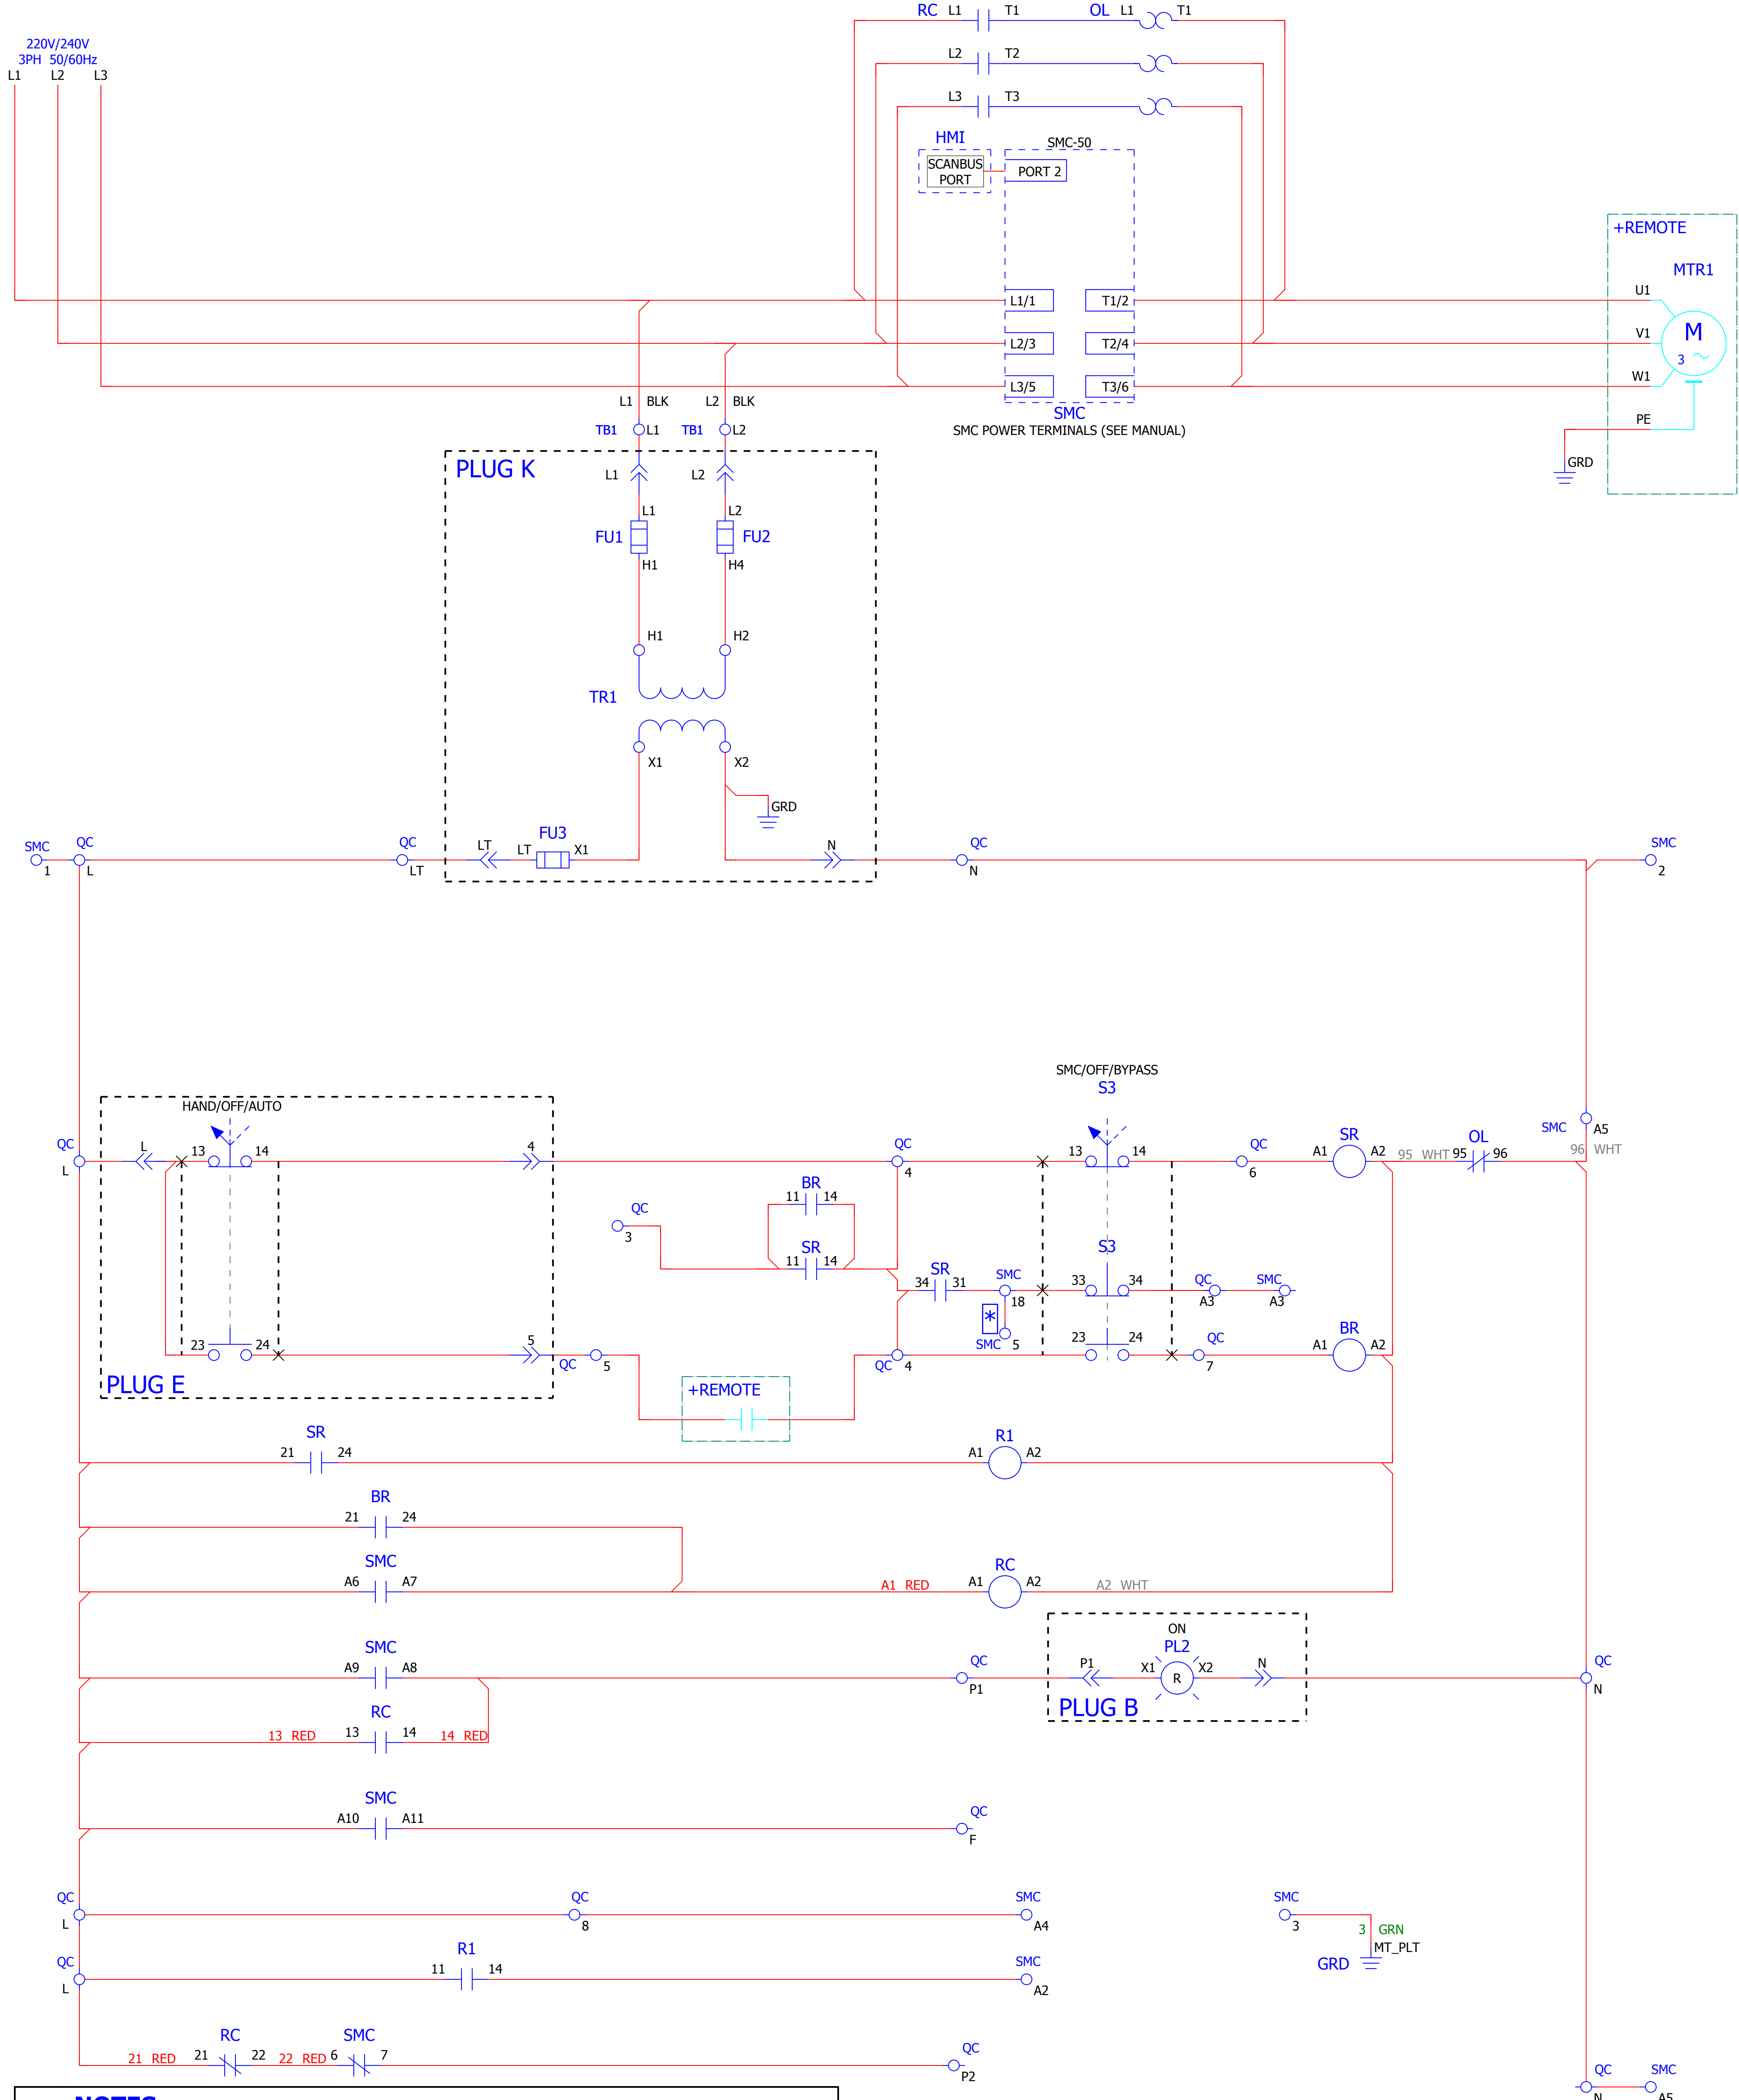 RC L1 T1 OL L1 T1
220V/240V
3PH 50/60Hz
L1 L2 L3
L2 T2
L3 T3
HMI
SMC-50
SCANBUS
PORT
PORT 2
+REMOTE
MTR1
U1
L1/1 T1/2
V1
M
3
L2/3 T2/4
W1
L3/5 T3/6
L1 BLK L2 BLK
SMC
PE
TB1 L1 TB1 L2
SMC POWER TERMINALS (SEE MANUAL)
GRD
PLUG K
L1 L2
L1 L2
FU1 FU2
H1 H4
H1 H2
TR1
X1 X2
GRD
FU3
SMC QC QC LT LT X1 N QC SMC
1 L LT N 2
SMC/OFF/BYPASS
S3
HAND/OFF/AUTO
SMC A5
QC L 13 14 4 QC 13 14 QC SR OL
A1 A2 95 WHT 95 96 96 WHT
L 4 6
BR
11 14
QC
3
SR
11 14
S3
SR
34 31 SMC 33 34 QC SMC
18 A3 A3
*
SMC 5
23 24 5 23 24 QC BR
A1 A2
QC 5 QC 4 7
PLUG E
+REMOTE
SR
21 24
R1
A1 A2
BR
21 24
SMC
A6 A7
RC
A1 RED A1 A2 A2 WHT
ON
SMC
A9 A8
QC
P1
P1 X1 PL2 X2 N
R
QC
N
PLUG B
RC
13 RED 13 14 14 RED
SMC
A10 A11
QC
F
QC QC SMC SMC
L 8 A4 3
3 GRN
MT_PLT
GRD
QC R1 SMC
L 11 14 A2
RC SMC
21 RED 21 22 22 RED 6 7
QC
P2
QC SMC
N A5
NOTES